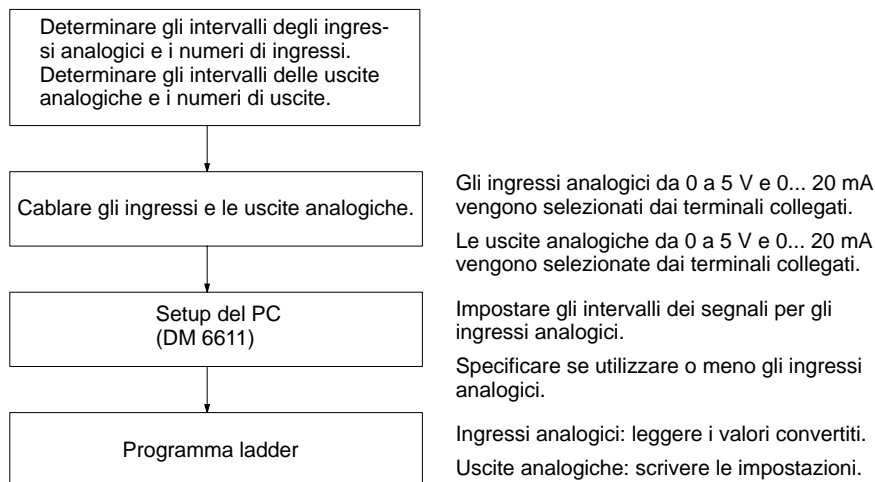 Determinare gli intervalli degli ingres-
si analogici e i numeri di ingressi.
Determinare gli intervalli delle uscite
analogiche e i numeri di uscite.
Cablare gli ingressi e le uscite analogiche.
Gli ingressi analogici da 0 a 5 V e 0... 20 mA
vengono selezionati dai terminali collegati.
Le uscite analogiche da 0 a 5 V e 0... 20 mA
vengono selezionate dai terminali collegati.
Setup del PC
(DM 6611)
Impostare gli intervalli dei segnali per gli
ingressi analogici.
Specificare se utilizzare o meno gli ingressi
analogici.
Programma ladder
Ingressi analogici: leggere i valori convertiti.
Uscite analogiche: scrivere le impostazioni.